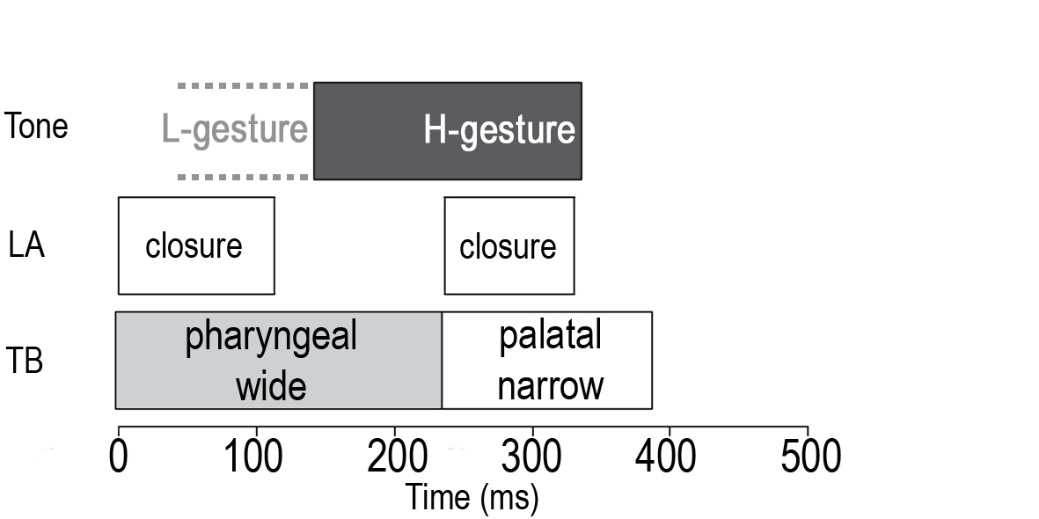 Tone
L-gesture
H-gesture
LA
closure
closure
TB
pharyngeal
wide
palatal
narrow
0 100 200 300 400 500
Time (ms)